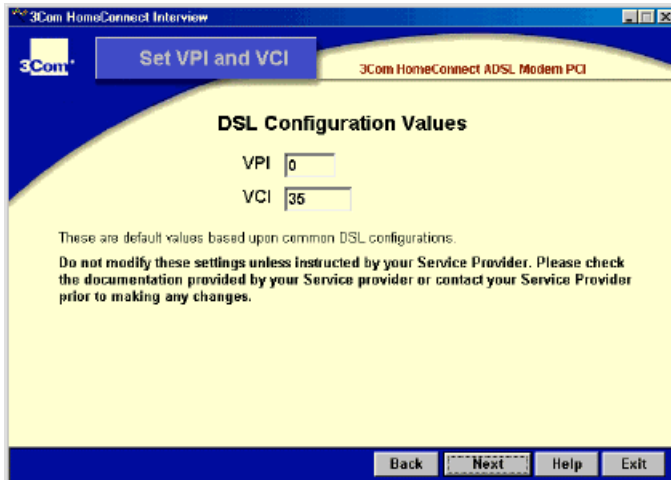 3Com HomeConnect Interview
3Com
Set VPI and VCI
3Com HomeConnect ADSL Modem PCI
DSL Configuration Values
VPI 0
VCI 35
These are default values based upon common DSL configurations.
Do not modify these settings unless instructed by your Service Provider. Please check
the documentation provided by your Service provider or contact your Service Provider
prior to making any changes.
Back Next Help Exit